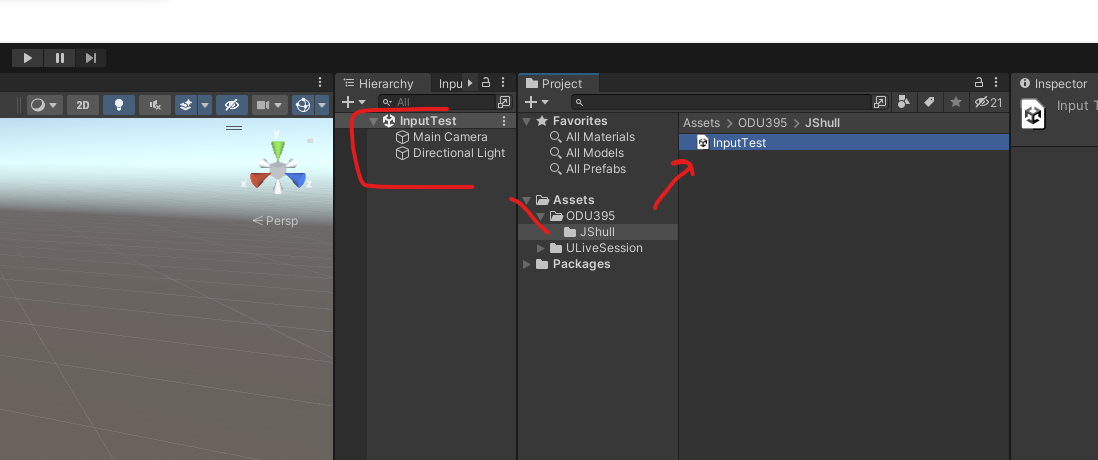 Hierarchy
Inpu
Project
Inspector
2D
All
21
InputTest
Favorites
Assets > ODU395 > JShull
Input T
Main Camera
All Materials
InputTest
Directional Light
All Models
All Prefabs
y
x
z
Persp
Assets
ODU395
JShull
ULiveSession
Packages